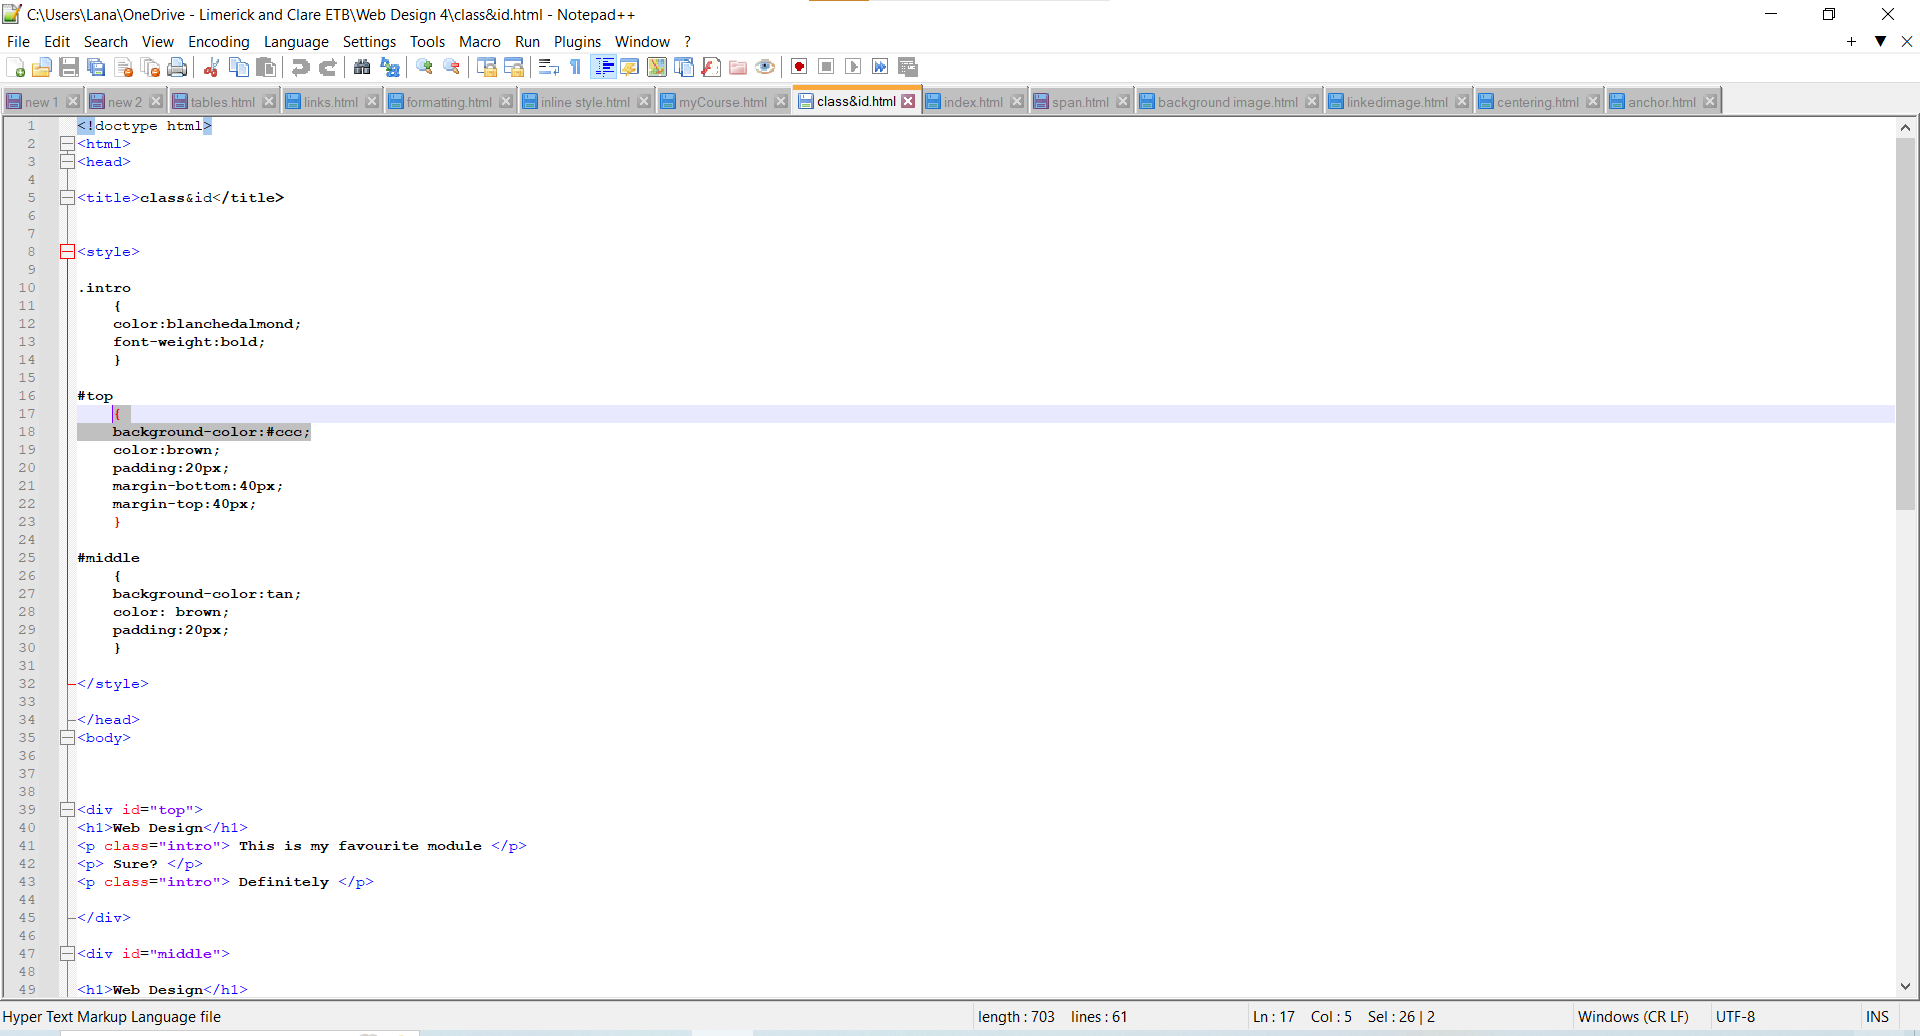 C:\Users\Lana\OneDrive - Limerick and Clare ETB\Web Design 4\class&id.html - Notepad++
File Edit Search View Encoding Language Settings Tools Macro Run Plugins Window ?
new 1 new 2 tables.html links.html formatting.html inline style.html myCourse.html class&id.html index.html span.html background image.html linkedimage.html centering.html anchor.html
1 <!doctype html>
2 <html>
3 <head>
4
5 <title>class&id</title>
6
7
8 <style>
9
10 .intro
11 {
12 color:blanchedalmond;
13 font-weight:bold;
14 }
15
16 #top
17 {
18 background-color:#ccc;
19 color:brown;
20 padding:20px;
21 margin-bottom:40px;
22 margin-top:40px;
23 }
24
25 #middle
26 {
27 background-color:tan;
28 color: brown;
29 padding:20px;
30 }
31
32 </style>
33
34 </head>
35 <body>
36
37
38
39 <div id="top">
40 <h1>Web Design</h1>
41 <p class="intro"> This is my favourite module </p>
42 <p> Sure? </p>
43 <p class="intro"> Definitely </p>
44
45 </div>
46
47 <div id="middle">
48
49 <h1>Web Design</h1>
Hyper Text Markup Language file length : 703 lines : 61 Ln : 17 Col : 5 Sel : 26 | 2 Windows (CR LF) UTF-8 INS